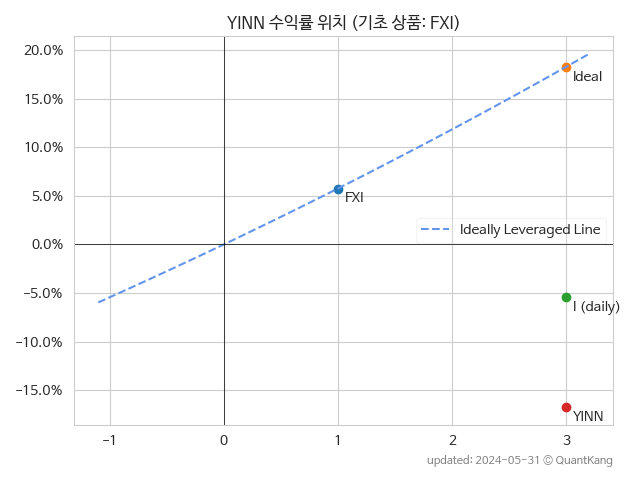 YINN 수익률 위치 (기초 상품: FXI)
20.0%
Ideal
15.0%
10.0%
5.0%
FXI
Ideally Leveraged Line
0.0%
−5.0%
I (daily)
−10.0%
−15.0%
YINN
−1 0 1 2 3
updated: 2024-05-31 © QuantKang